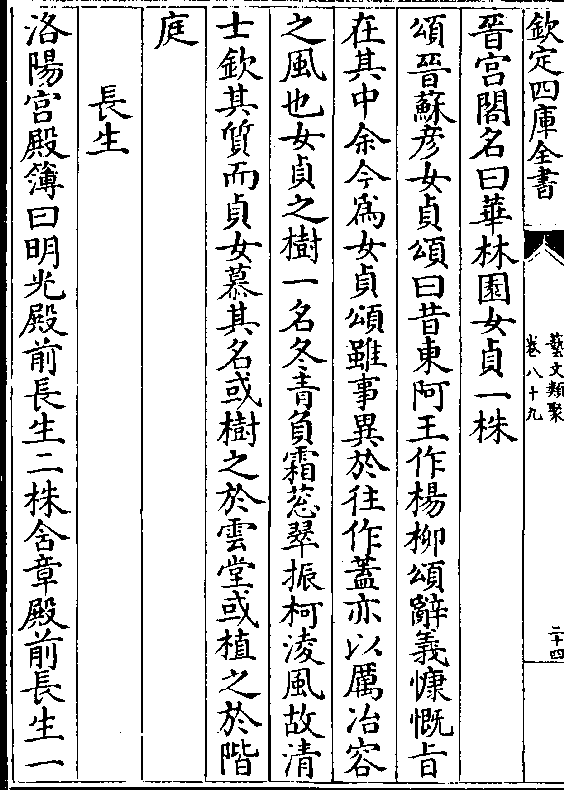 欽定四庫全書
藝文類聚
卷八十九
二十四
晉宮閣名曰華林園女貞一株
頌晉蘇彦女貞頌曰昔東阿王作楊柳頌辭義慷慨旨
在其中余今為女貞頌雖事異於往作蓋亦以厲冶容
之風也女貞之樹一名冬青負霜蔥翠振柯淩風故清
士欽其質而貞女慕其名或樹之於雲堂或植之於階
庭
長生
洛陽宮殿簿曰明光殿前長生二株含章殿前長生一